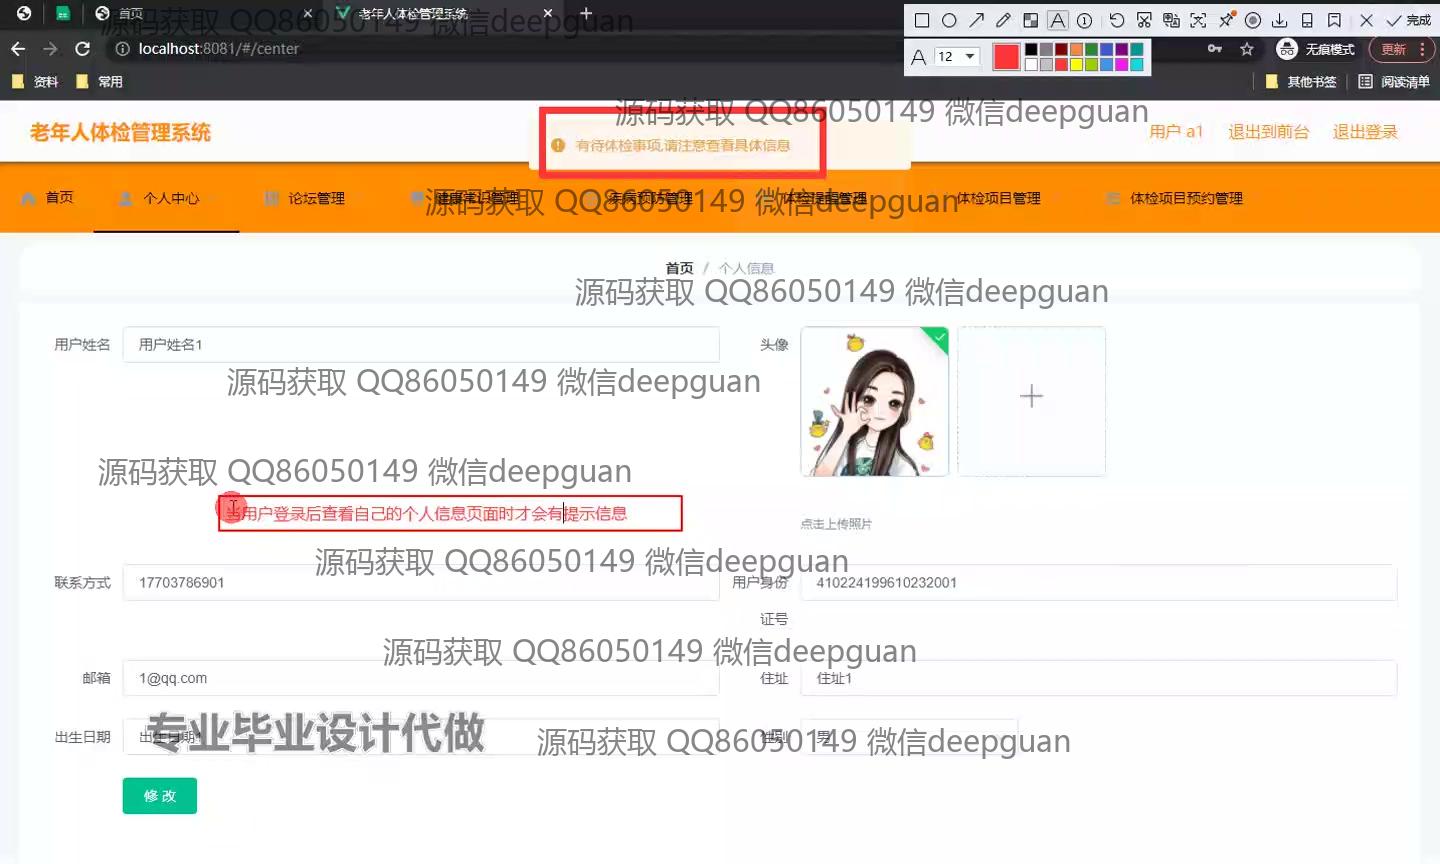 首页
老年人体检管理系统
localhost:8081/#/center
12
完成
无痕模式
更新
资料
常用
其他书签
阅读清单
源码获取 QQ86050149 微信deepguan
老年人体检管理系统
有待体检事项,请注意查看具体信息
源码获取 QQ86050149 微信deepguan
用户 a1
退出到前台
退出登录
首页
个人中心
论坛管理
健康常识管理
疾病预防管理
体检提醒管理
体检项目管理
体检项目预约管理
源码获取 QQ86050149 微信deepguan
首页 / 个人信息
源码获取 QQ86050149 微信deepguan
用户姓名
用户姓名1
头像
源码获取 QQ86050149 微信deepguan
源码获取 QQ86050149 微信deepguan
当用户登录后查看自己的个人信息页面时才会有提示信息
点击上传照片
源码获取 QQ86050149 微信deepguan
联系方式
17703786901
用户身份证号
410224199610232001
源码获取 QQ86050149 微信deepguan
邮箱
1@qq.com
住址
住址1
出生日期
出生日期1
专业毕业设计代做
性别
男
源码获取 QQ86050149 微信deepguan
修改